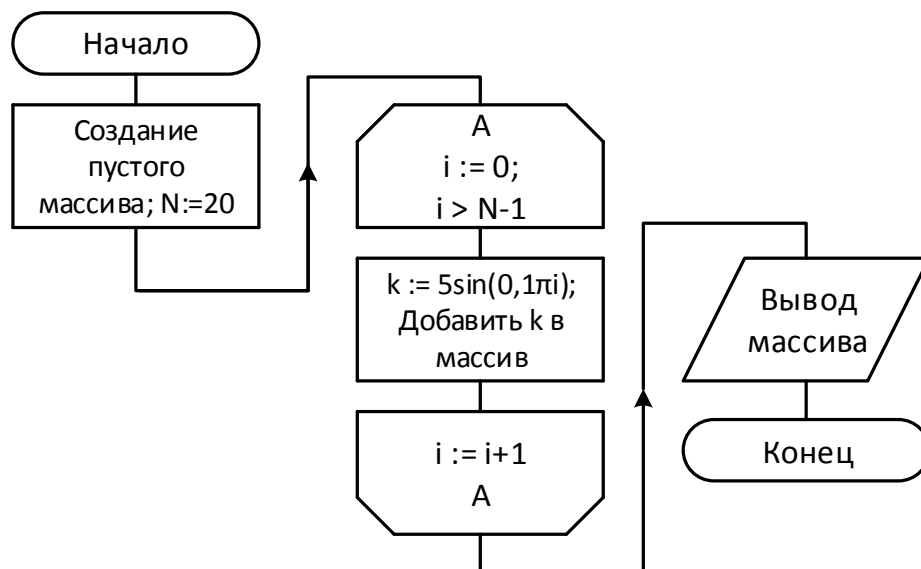 Начало
Создание
пустого
массива; N:=20
A
i := 0;
i > N-1
k := 5sin(0,1πi);
Добавить k в
массив
i := i+1
A
Вывод
массива
Конец